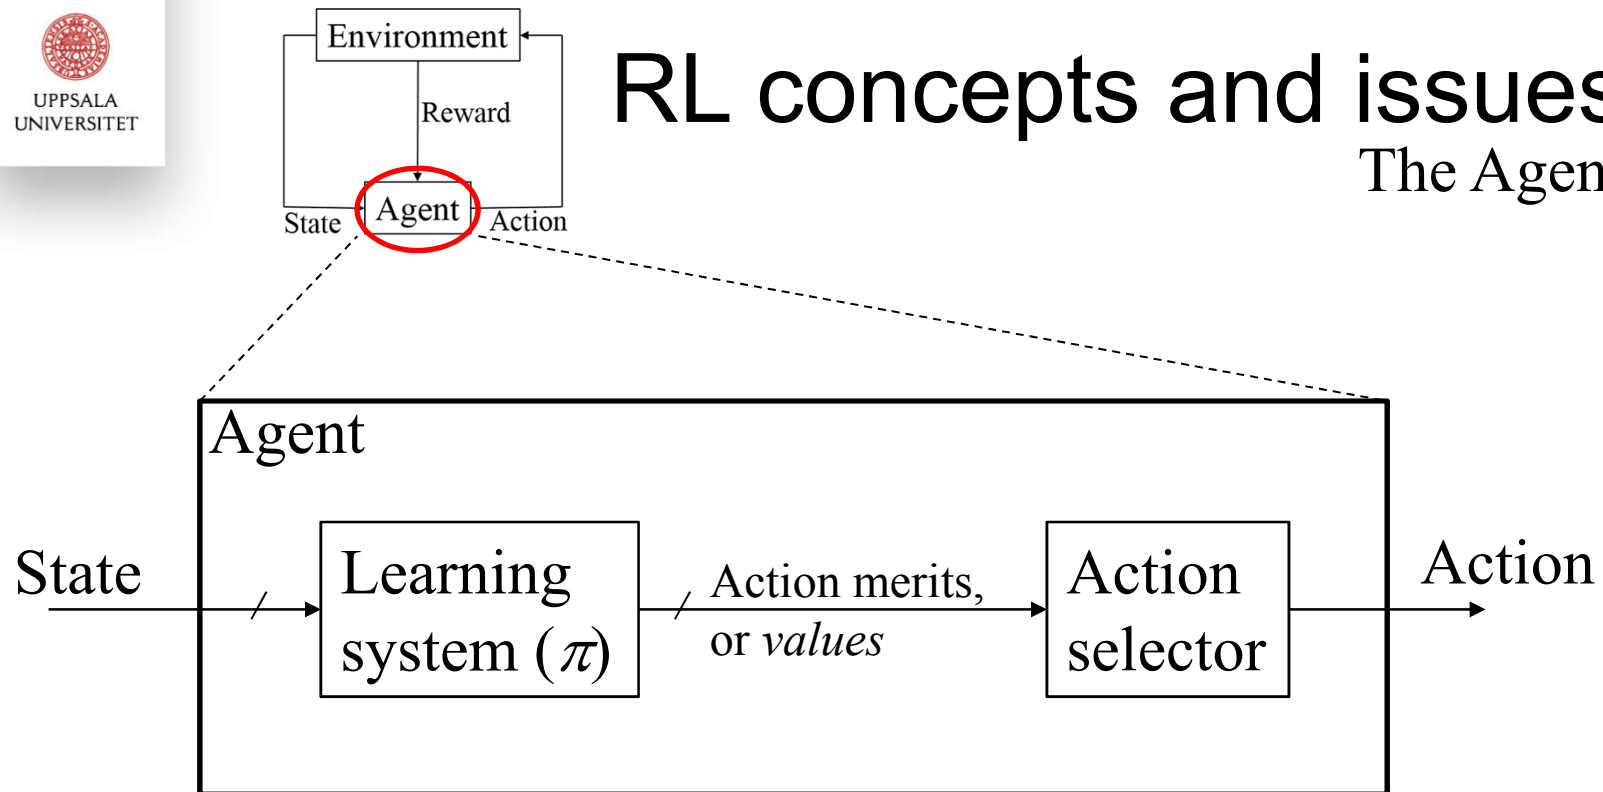 UPPSALA
UNIVERSITET
Environment
Reward
State
Agent
Action
RL concepts and issues
The Agen
Agent
State
Learning
system (π)
Action merits,
or values
Action
selector
Action